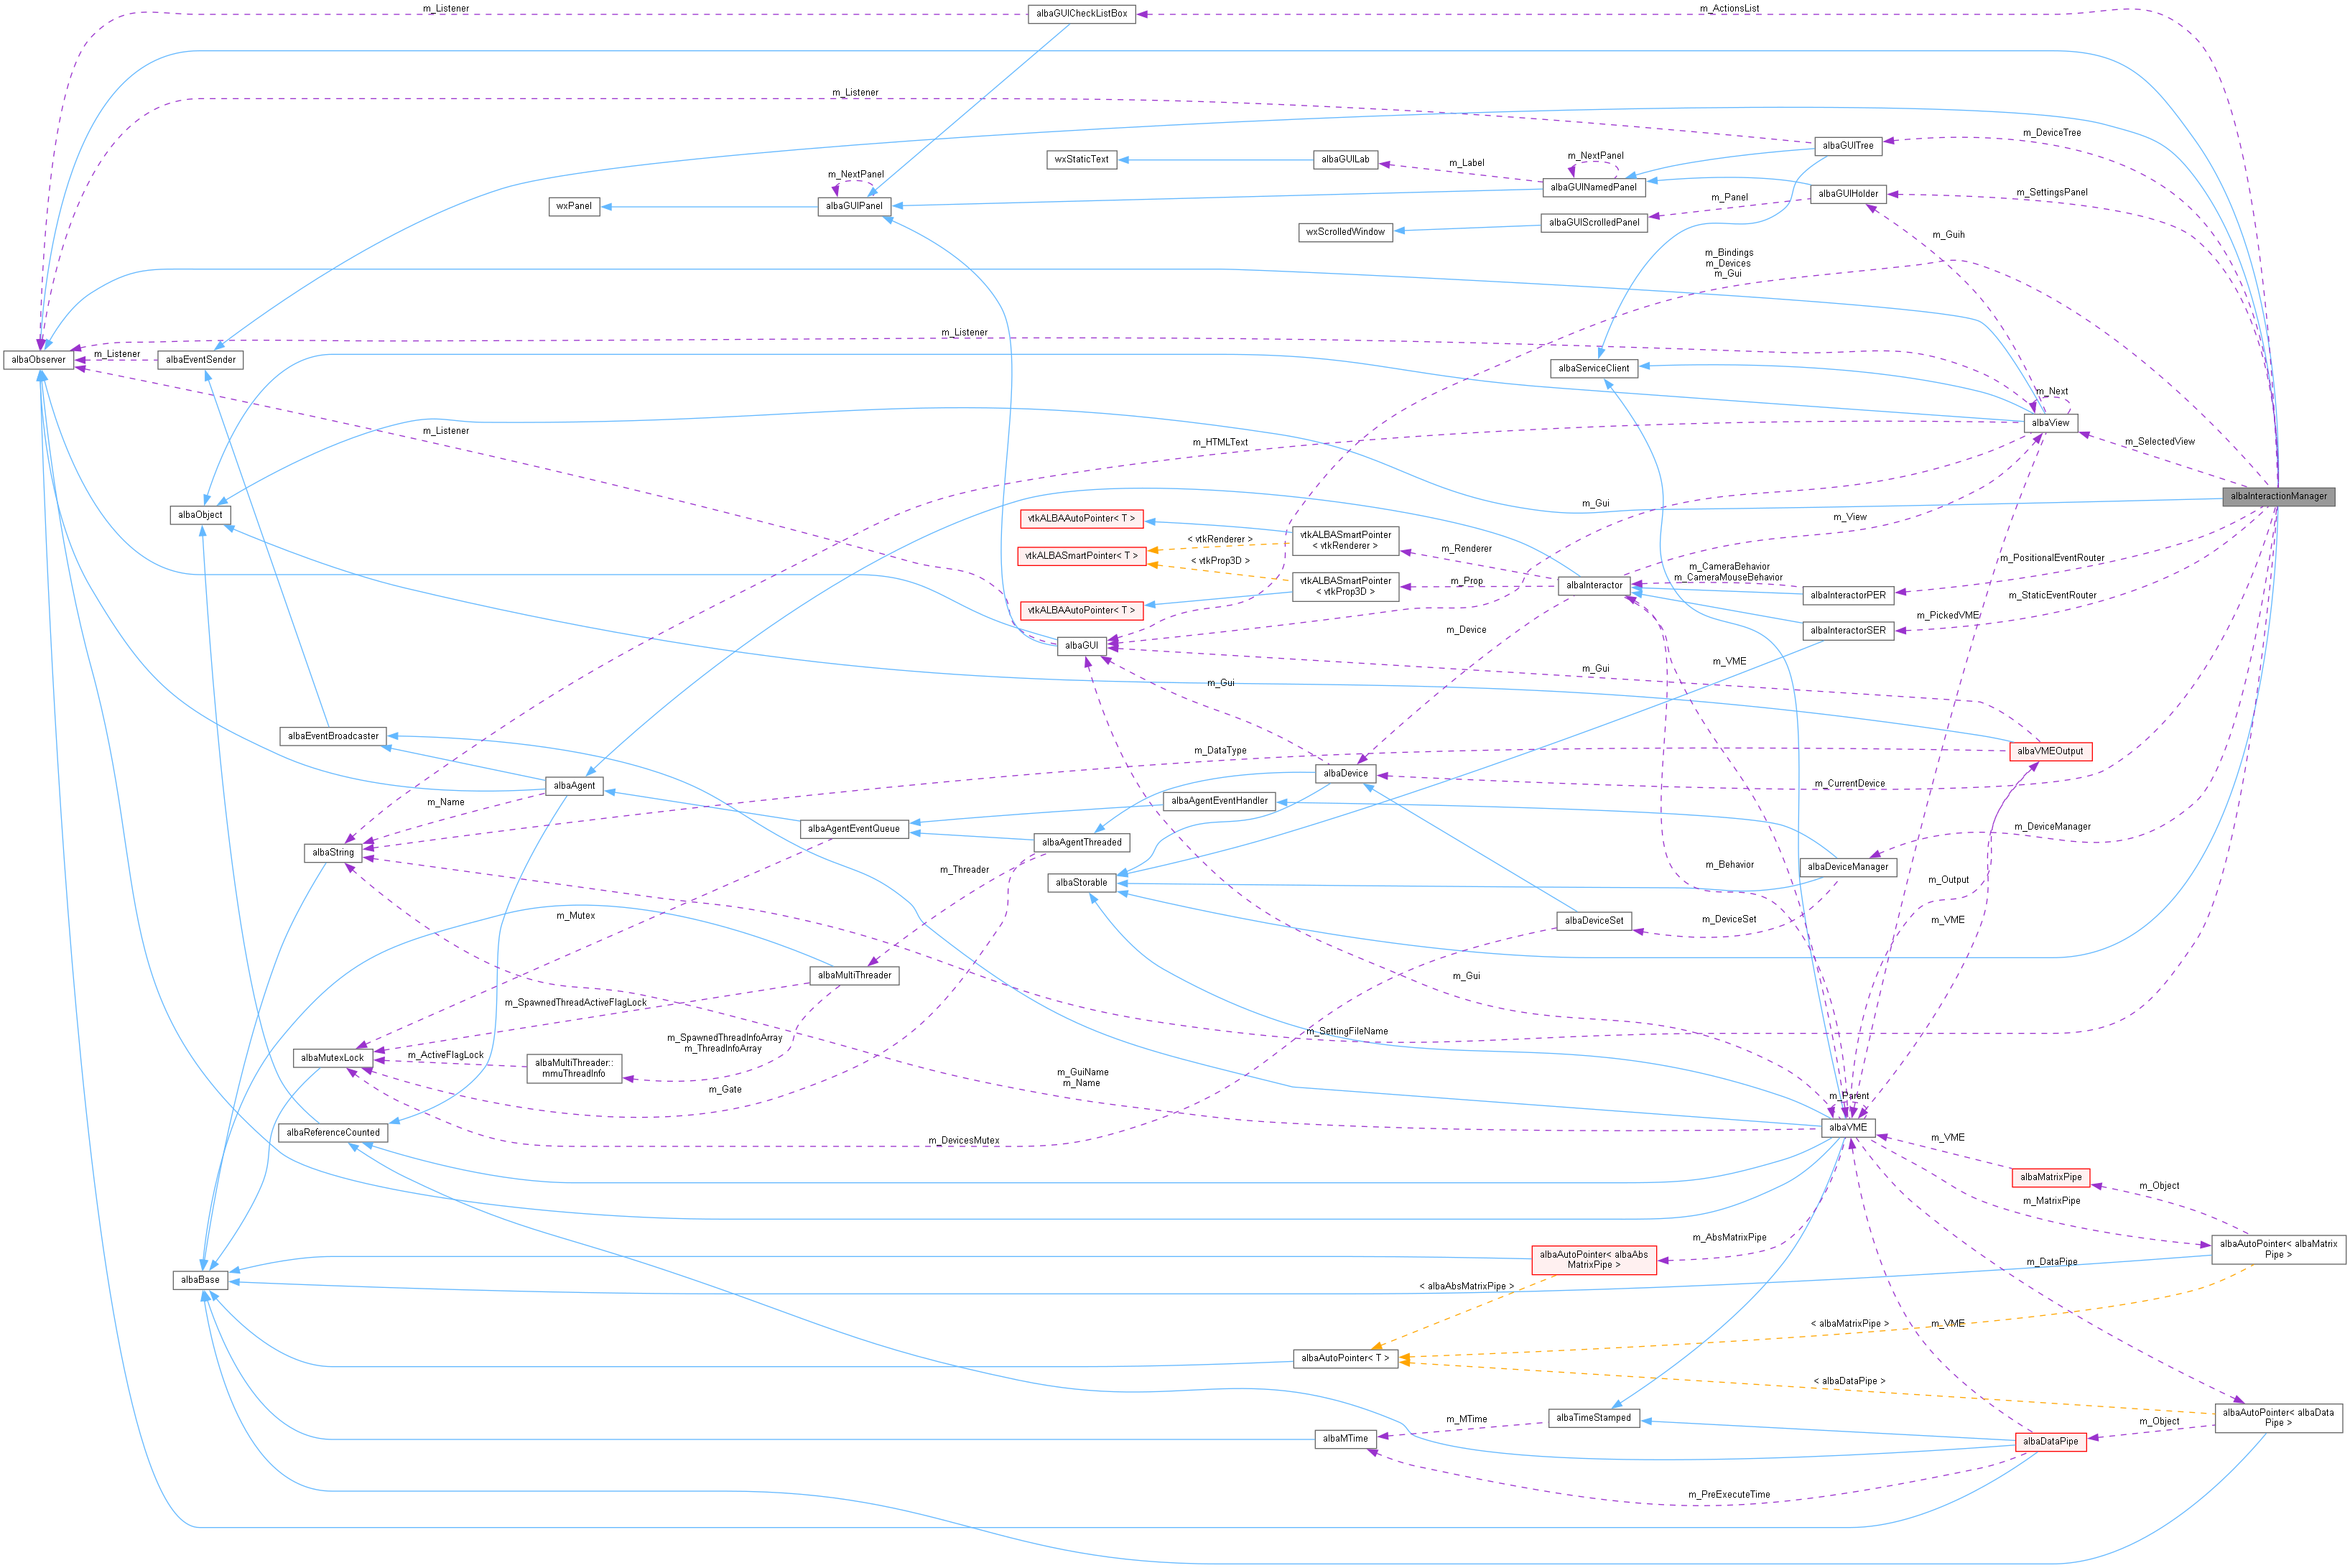 m_Listener
albaGUICheckListBox
m_ActionsList
m_Listener
m_DeviceTree
albaGUITree
wxStaticText
albaGUILab
m_Label
m_NextPanel
albaGUINamedPanel
m_NextPanel
albaGUIPanel
wxPanel
albaGUIHolder
m_SettingsPanel
m_Panel
albaGUIScrolledPanel
wxScrolledWindow
m_Guih
m_Bindings
m_Devices
m_Gui
m_Listener
albaObserver
m_Listener
albaEventSender
albaServiceClient
m_Next
albaView
m_Listener
m_HTMLText
m_SelectedView
albaInteractionManager
m_Gui
albaObject
vtkALBAAutoPointer< T >
vtkALBASmartPointer
< vtkRenderer >
< vtkRenderer >
m_Renderer
m_View
vtkALBASmartPointer< T >
< vtkProp3D >
m_PositionalEventRouter
m_CameraBehavior
m_CameraMouseBehavior
albaInteractor
vtkALBASmartPointer
< vtkProp3D >
m_Prop
albaInteractorPER
m_StaticEventRouter
vtkALBAAutoPointer< T >
m_PickedVME
albaInteractorSER
m_Device
albaGUI
m_VME
m_Gui
m_Gui
albaEventBroadcaster
m_DataType
albaVMEOutput
albaDevice
albaAgent
m_CurrentDevice
albaAgentEventHandler
m_Name
albaAgentEventQueue
m_DeviceManager
albaAgentThreaded
albaString
m_Threader
m_Behavior
albaDeviceManager
albaStorable
m_Output
m_Mutex
albaDeviceSet
m_DeviceSet
m_VME
albaMultiThreader
m_Gui
m_SpawnedThreadActiveFlagLock
m_SettingFileName
m_SpawnedThreadInfoArray
m_ThreadInfoArray
albaMutexLock
m_ActiveFlagLock
albaMultiThreader::
mmuThreadInfo
m_GuiName
m_Name
m_Gate
m_Parent
albaVME
albaReferenceCounted
m_DevicesMutex
m_VME
albaMatrixPipe
m_Object
m_MatrixPipe
m_AbsMatrixPipe
albaAutoPointer< albaMatrix
Pipe >
albaAutoPointer< albaAbs
MatrixPipe >
m_DataPipe
albaBase
< albaAbsMatrixPipe >
< albaMatrixPipe >
m_VME
albaAutoPointer< T >
< albaDataPipe >
albaTimeStamped
albaAutoPointer< albaData
Pipe >
m_MTime
m_Object
albaMTime
albaDataPipe
m_PreExecuteTime